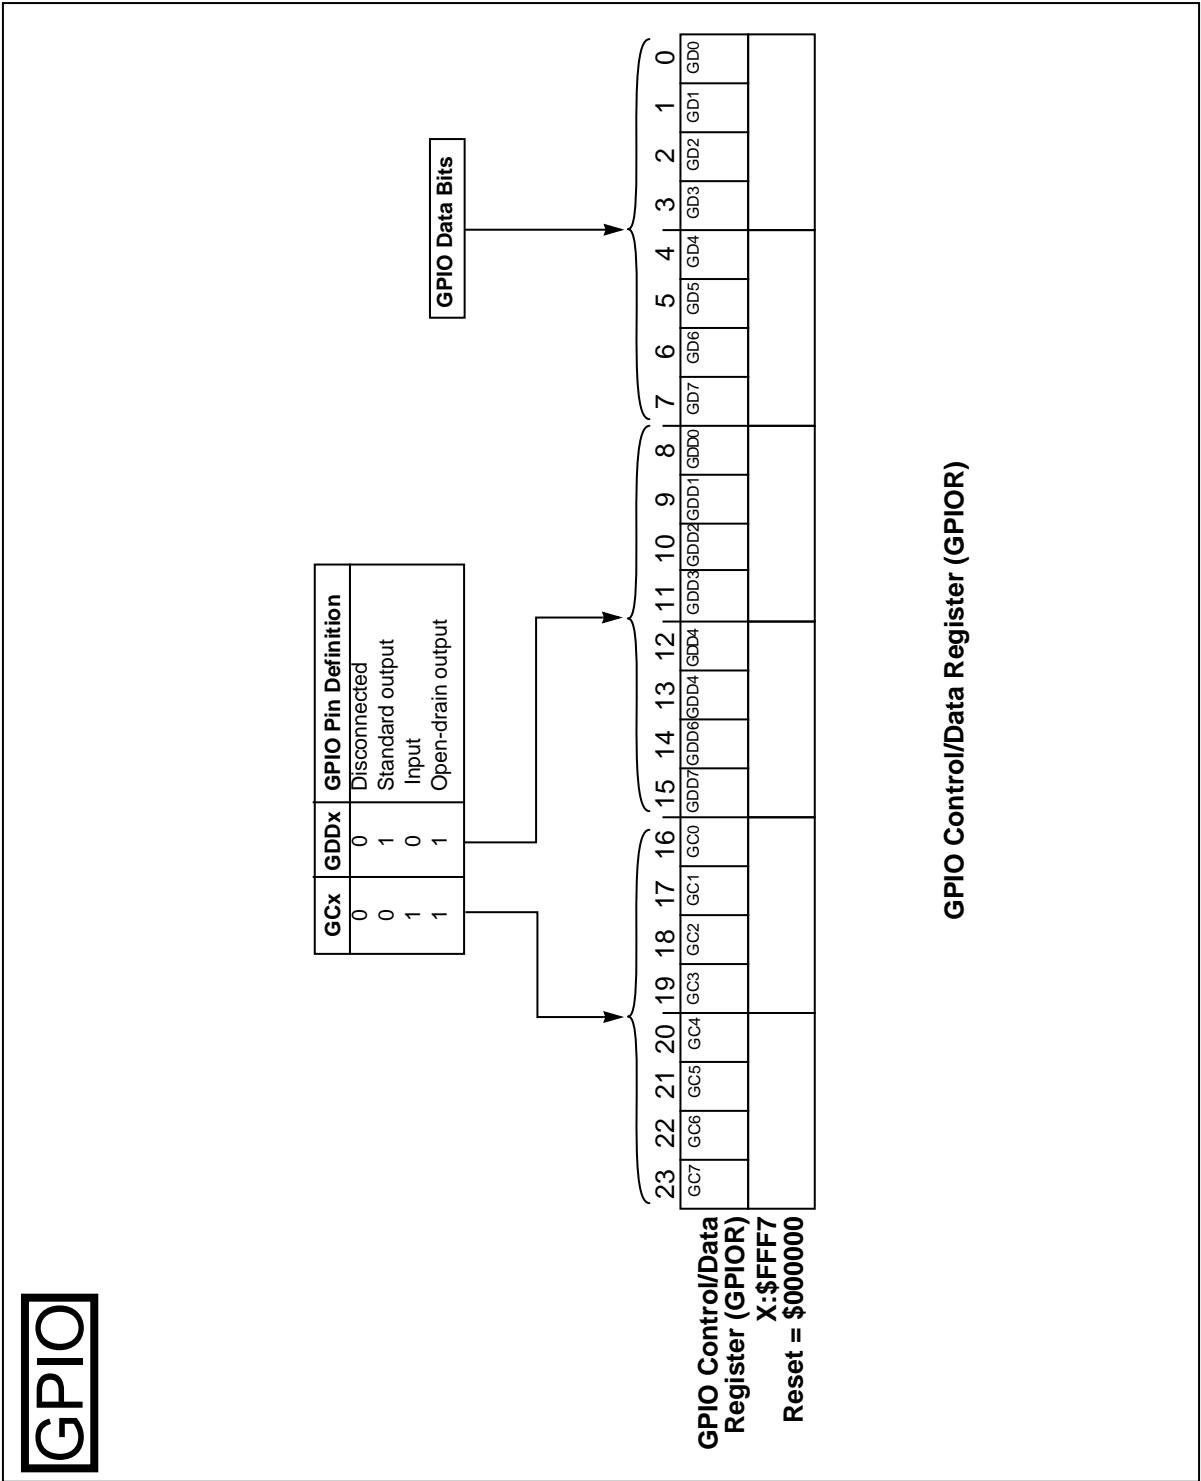 GPIO
GCx GDDx GPIO Pin Definition
0 0 Disconnected
0 1 Standard output
1 0 Input
1 1 Open-drain output
GPIO Data Bits
23 22 21 20 19 18 17 16 15 14 13 12 11 10 9 8 7 6 5 4 3 2 1 0
GC7 GC6 GC5 GC4 GC3 GC2 GC1 GC0 GDD7 GDD6 GDD4 GDD4 GDD3 GDD2 GDD1 GDD0 GD7 GD6 GD5 GD4 GD3 GD2 GD1 GD0
GPIO Control/Data
Register (GPIOR)
X:$FFF7
Reset = $000000
GPIO Control/Data Register (GPIOR)